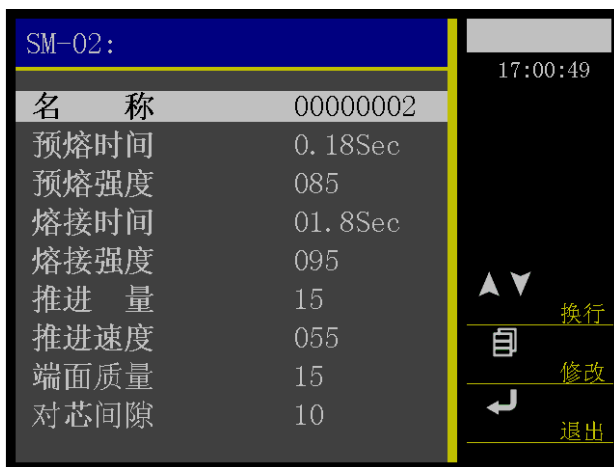 SM-02:
17:00:49
名 称 00000002
预熔时间 0.18Sec
预熔强度 085
熔接时间 01.8Sec
熔接强度 095
推进 量 15
推进速度 055
端面质量 15
对芯间隙 10
换行
修改
退出